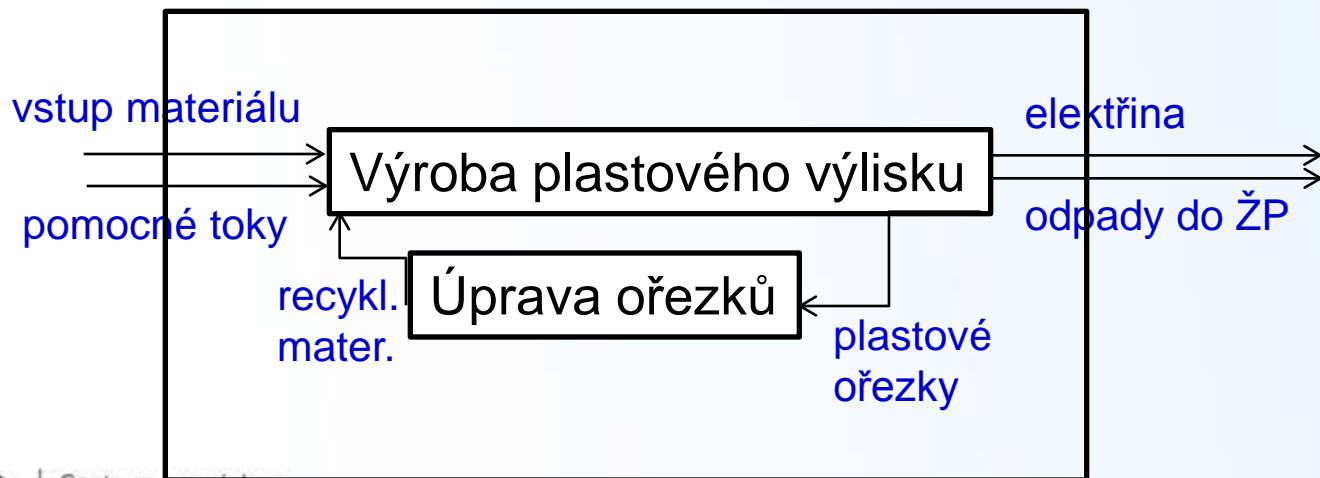 vstup materiálu
elektřina
Výroba plastového výlisku
pomocné toky
odpady do ŽP
recykl.
mater.
Úprava ořezků
plastové
ořezky